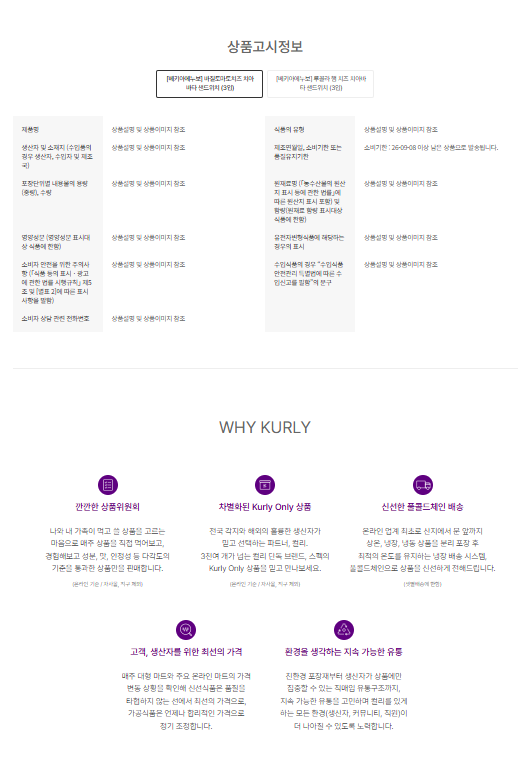 상품고시정보
[베키아에누보] 바질토마토치즈 치아
바타 샌드위치 (3입)
[베키아에누보] 루꼴라 햄 치즈 치아바
타 샌드위치 (3입)
제품명
상품설명 및 상품이미지 참조
식품의 유형
상품설명 및 상품이미지 참조
생산자 및 소재지 (수입품의
경우 생산자, 수입자 및 제조
국)
상품설명 및 상품이미지 참조
제조연월일, 소비기한 또는
품질유지기한
소비기한 : 26-09-08 이상 남은 상품으로 발송됩니다.
포장단위별 내용물의 용량
(중량), 수량
상품설명 및 상품이미지 참조
원재료명 (「농수산물의 원산
지 표시 등에 관한 법률」에
따른 원산지 표시 포함) 및
함량(원재료 함량 표시대상
식품에 한함)
상품설명 및 상품이미지 참조
영양성분 (영양성분 표시대
상 식품에 한함)
상품설명 및 상품이미지 참조
유전자변형식품에 해당하는
경우의 표시
상품설명 및 상품이미지 참조
소비자 안전을 위한 주의사
항 (「식품 등의 표시ㆍ광고
에 관한 법률 시행규칙」 제5
조 및 [별표 2]에 따른 표시
사항을 말함)
상품설명 및 상품이미지 참조
수입식품의 경우 “수입식품
안전관리 특별법에 따른 수
입신고를 필함”의 문구
상품설명 및 상품이미지 참조
소비자 상담 관련 전화번호
상품설명 및 상품이미지 참조
WHY KURLY
깐깐한 상품위원회
나와 내 가족이 먹고 쓸 상품을 고르는
마음으로 매주 상품을 직접 먹어보고,
경험해보고 성분, 맛, 안정성 등 다각도의
기준을 통과한 상품만을 판매합니다.
(온라인 기준 / 자사몰, 직구 제외)
차별화된 Kurly Only 상품
전국 각지와 해외의 훌륭한 생산자가
믿고 선택하는 파트너, 컬리.
3천여 개가 넘는 컬리 단독 브랜드, 스펙의
Kurly Only 상품을 믿고 만나보세요.
(온라인 기준 / 자사몰, 직구 제외)
신선한 풀콜드체인 배송
온라인 업계 최초로 산지에서 문 앞까지
상온, 냉장, 냉동 상품을 분리 포장 후
최적의 온도를 유지하는 냉장 배송 시스템,
풀콜드체인으로 상품을 신선하게 전해드립니다.
(샛별배송에 한함)
고객, 생산자를 위한 최선의 가격
매주 대형 마트와 주요 온라인 마트의 가격
변동 상황을 확인해 신선식품은 품질을
타협하지 않는 선에서 최선의 가격으로,
가공식품은 언제나 합리적인 가격으로
정기 조정합니다.
환경을 생각하는 지속 가능한 유통
친환경 포장재부터 생산자가 상품에만
집중할 수 있는 직매입 유통구조까지,
지속 가능한 유통을 고민하며 컬리를 있게
하는 모든 환경(생산자, 커뮤니티, 직원)이
더 나아질 수 있도록 노력합니다.